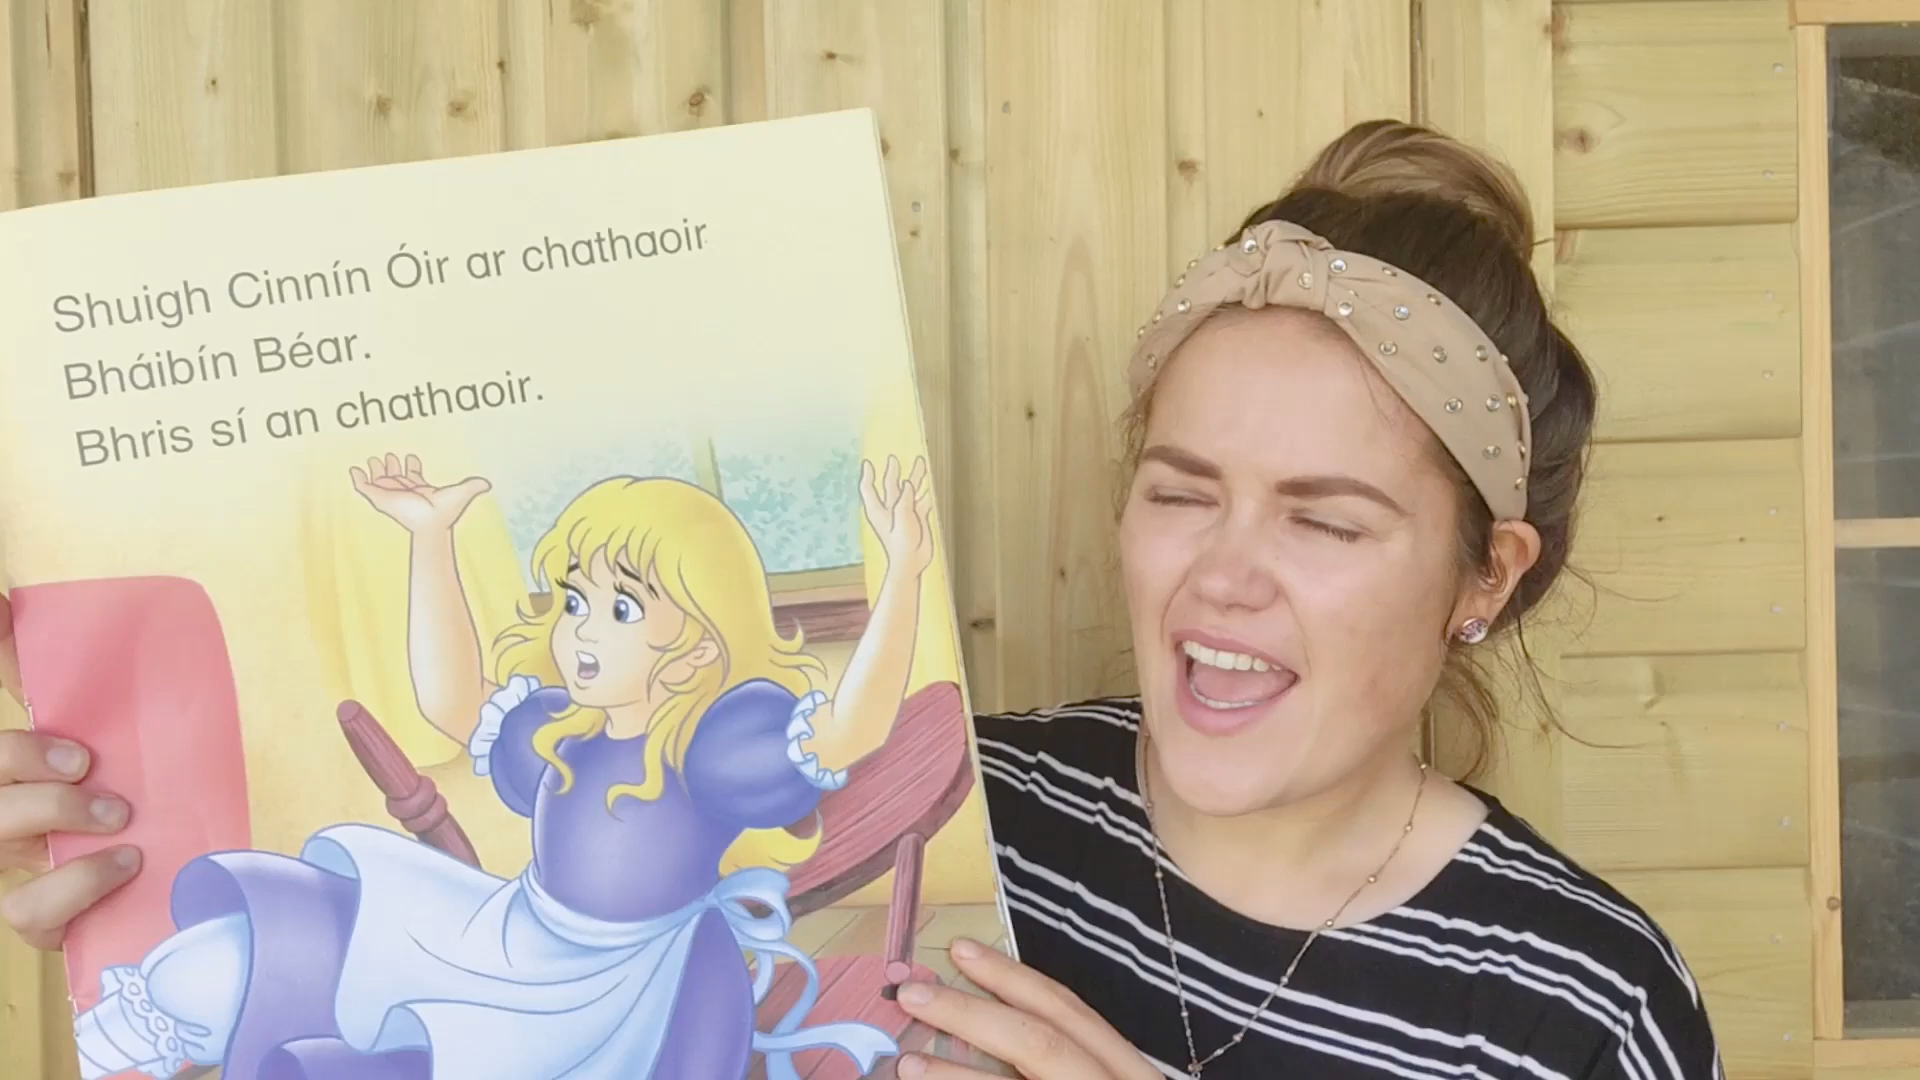 Shuigh Cinnín Óir ar chathaoir
Bháibín Béar.
Bhris sí an chathaoir.